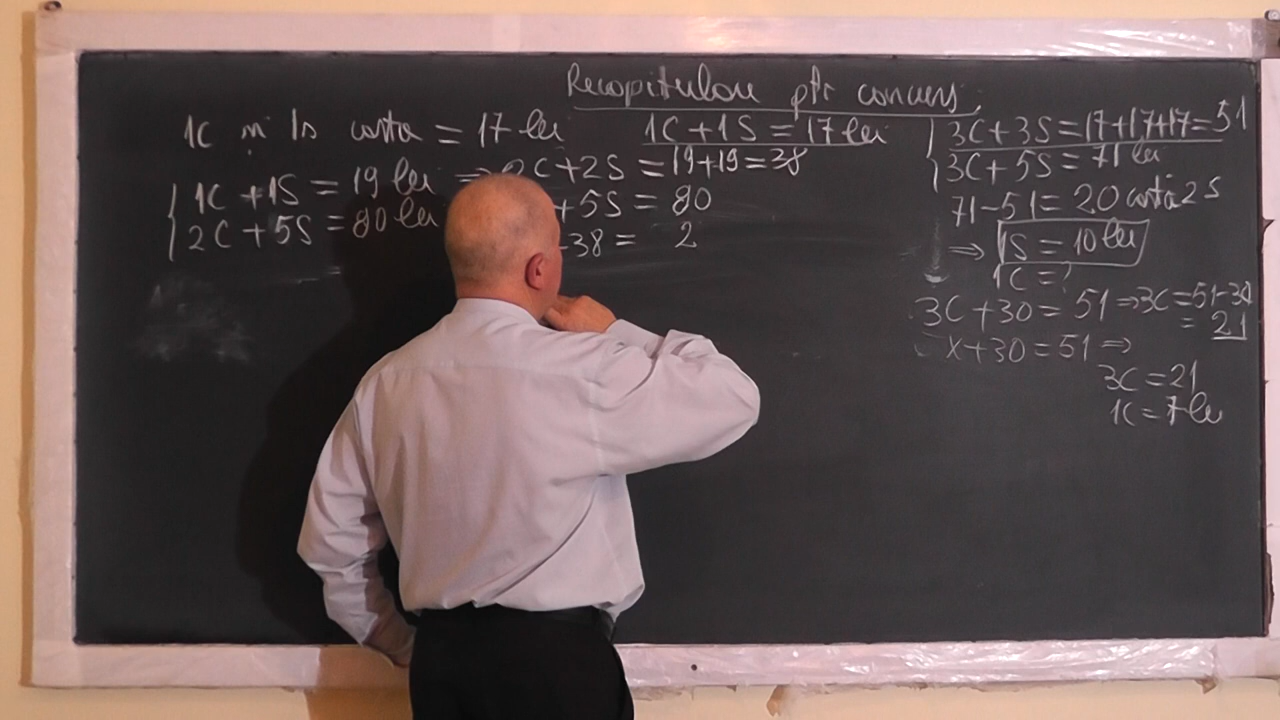 Recapitulare ptr concurs
1C și 1S costă = 17 lei
1C + 1S = 17 lei
1C + 1S = 19 lei ⇒ 2C + 2S = 19 + 19 = 38
2C + 5S = 80 lei + 5S = 80
-38 = 2
3C + 3S = 17 + 17 + 17 = 51
3C + 5S = 71 lei
71 - 51 = 20 costă 2S
⇒ 1S = 10 lei
1C = ?
3C + 30 = 51 ⇒ 3C = 51 - 30
= 21
x + 30 = 51 ⇒
3C = 21
1C = 7 lei